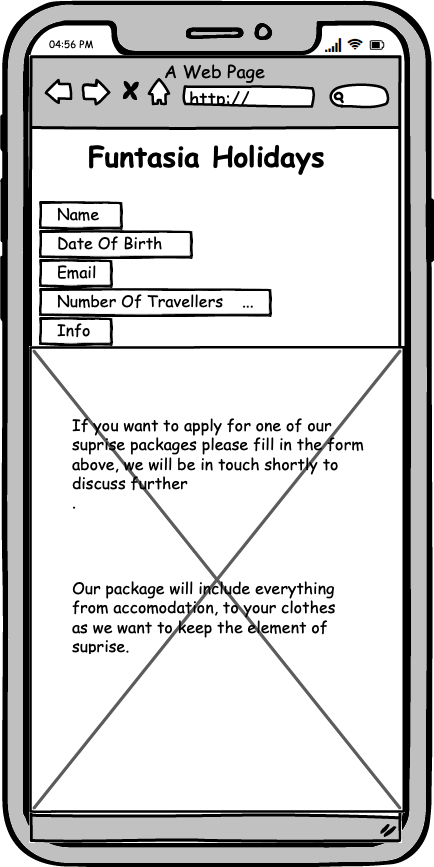 04:56 PM
A Web Page
http://
Funtasia Holidays
Name
Date Of Birth
Email
Number Of Travellers ...
Info
If you want to apply for one of our
suprise packages please fill in the form
above, we will be in touch shortly to
discuss further
.
Our package will include everything
from accomodation, to your clothes
as we want to keep the element of
suprise.